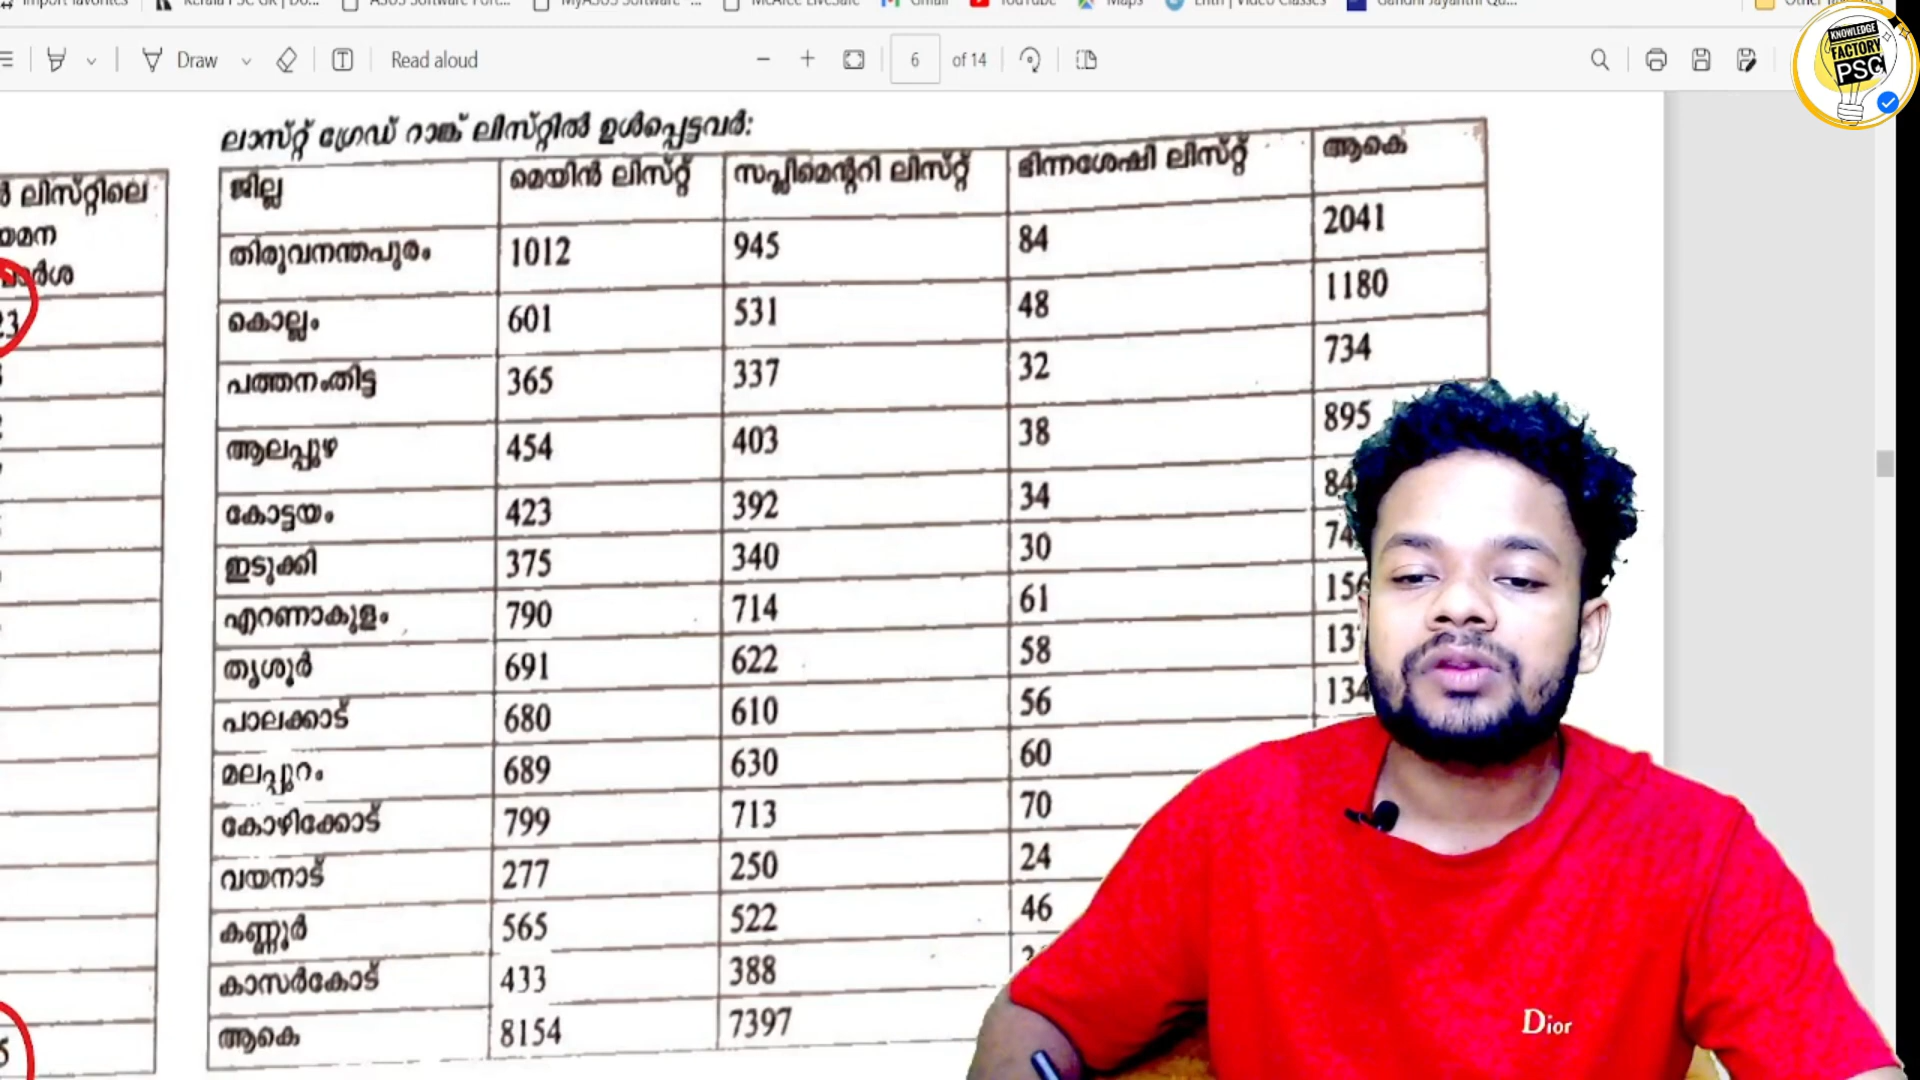 Read aloud
Draw
6 of 14
KNOWLEDGE
FACTORY
PSC
ലാസ്റ്റ് ഗ്രേഡ് റാങ്ക് ലിസ്റ്റിൽ ഉൾപ്പെട്ടവർ:
ലിസ്റ്റിലെ
ജില്ല മെയിൻ ലിസ്റ്റ് സപ്ലിമെന്ററി ലിസ്റ്റ് ഭിന്നശേഷി ലിസ്റ്റ് ആകെ
തിരുവനന്തപുരം 1012 945 84 2041
കൊല്ലം 601 531 48 1180
പത്തനംതിട്ട 365 337 32 734
ആലപ്പുഴ 454 403 38 895
കോട്ടയം 423 392 34
ഇടുക്കി 375 340 30
എറണാകുളം 790 714 61
തൃശൂർ 691 622 58
പാലക്കാട് 680 610 56
മലപ്പുറം 689 630 60
കോഴിക്കോട് 799 713 70
വയനാട് 277 250 24
കണ്ണൂർ 565 522 46
കാസർകോട് 433 388
ആകെ 8154 7397
Dior